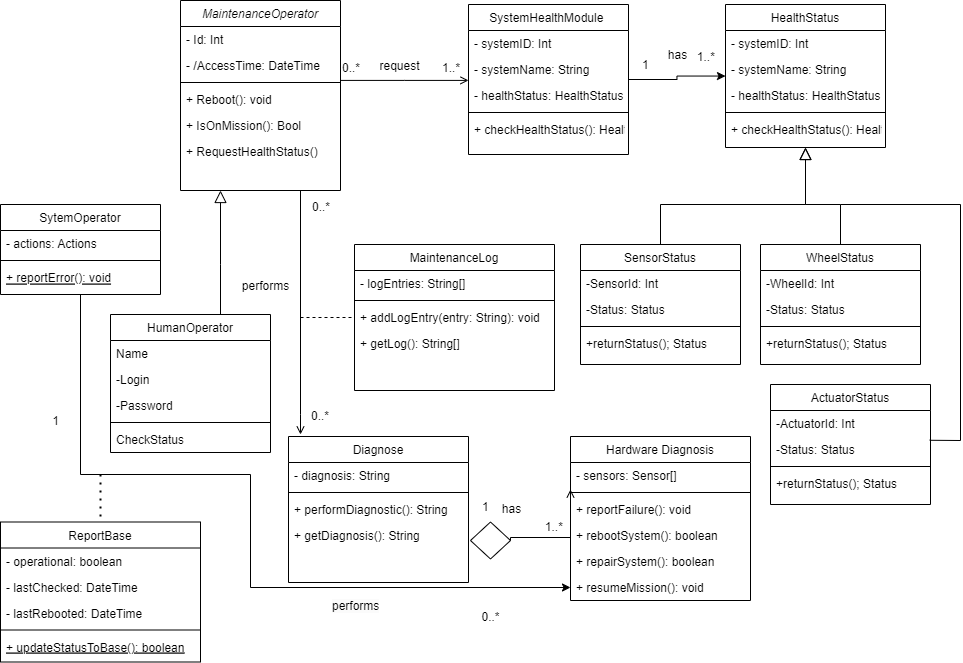 MaintenanceOperator
- Id: Int
- /AccessTime: DateTime
+ Reboot(): void
+ IsOnMission(): Bool
+ RequestHealthStatus()
0..*
request
1..*
SystemHealthModule
- systemID: Int
- systemName: String
- healthStatus: HealthStatus
+ checkHealthStatus(): Heal
1
has
1..*
HealthStatus
- systemID: Int
- systemName: String
- healthStatus: HealthStatus
+ checkHealthStatus(): Heal
SytemOperator
- actions: Actions
+ reportError(): void
0..*
performs
0..*
MaintenanceLog
- logEntries: String[]
+ addLogEntry(entry: String): void
+ getLog(): String[]
SensorStatus
-SensorId: Int
-Status: Status
+returnStatus(); Status
WheelStatus
-WheelId: Int
-Status: Status
+returnStatus(); Status
HumanOperator
Name
-Login
-Password
CheckStatus
ActuatorStatus
-ActuatorId: Int
-Status: Status
+returnStatus(); Status
1
Diagnose
- diagnosis: String
+ performDiagnostic(): String
+ getDiagnosis(): String
1
has
1..*
Hardware Diagnosis
- sensors: Sensor[]
+ reportFailure(): void
+ rebootSystem(): boolean
+ repairSystem(): boolean
+ resumeMission(): void
ReportBase
- operational: boolean
- lastChecked: DateTime
- lastRebooted: DateTime
+ updateStatusToBase(): boolean
performs
0..*